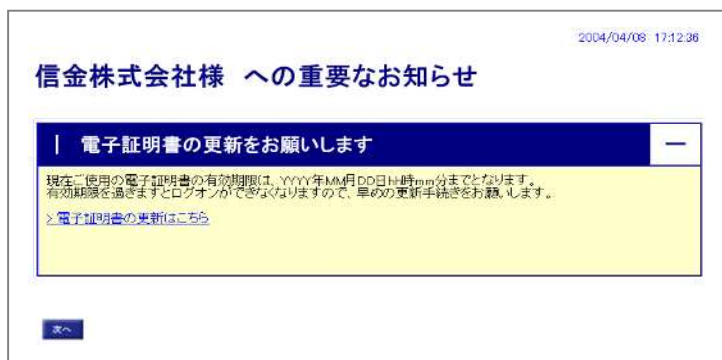 2004/04/08 17:12:36
信金株式会社様 への重要なお知らせ
| 電子証明書の更新をお願いします
現在ご使用の電子証明書の有効期限は、YYYY年MM月DD日HH時mm分までとなります。
有効期限を過ぎますとログオンができなくなりますので、早めの更新手続きをお願いします。
> 電子証明書の更新はこちら
次へ